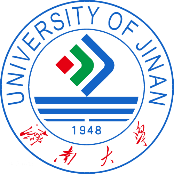 UNIVERSITY OF JINAN
1948
济南大学